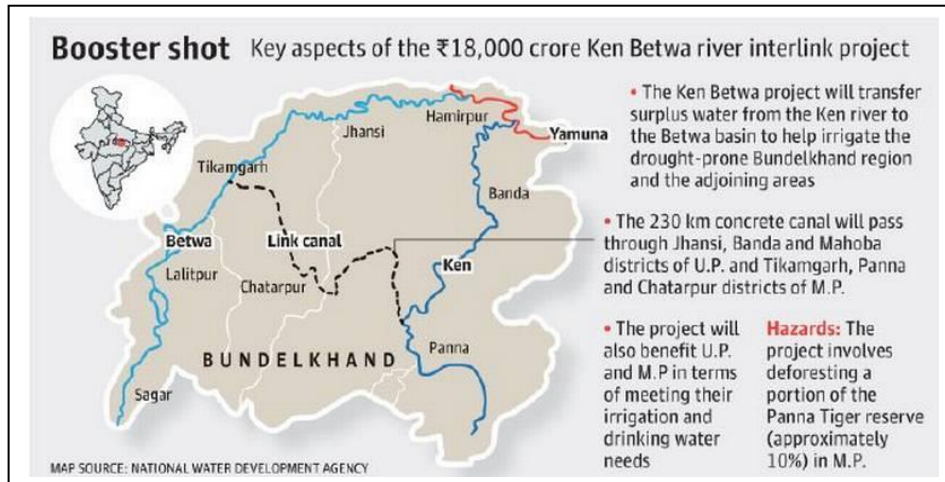 Booster shot Key aspects of the ₹18,000 crore Ken Betwa river interlink project
Hamirpur
Jhansi
Yamuna
Tikamgarh
Banda
Betwa
Link canal
Ken
Lalitpur
Chatarpur
BUNDELKHAND
Panna
Sagar
MAP SOURCE: NATIONAL WATER DEVELOPMENT AGENCY
• The Ken Betwa project will transfer
surplus water from the Ken river to
the Betwa basin to help irrigate the
drought-prone Bundelkhand region
and the adjoining areas
• The 230 km concrete canal will pass
through Jhansi, Banda and Mahoba
districts of U.P. and Tikamgarh, Panna
and Chatarpur districts of M.P.
• The project will
also benefit U.P.
and M.P in terms
of meeting their
irrigation and
drinking water
needs
Hazards: The
project involves
deforesting a
portion of the
Panna Tiger reserve
(approximately
10%) in M.P.